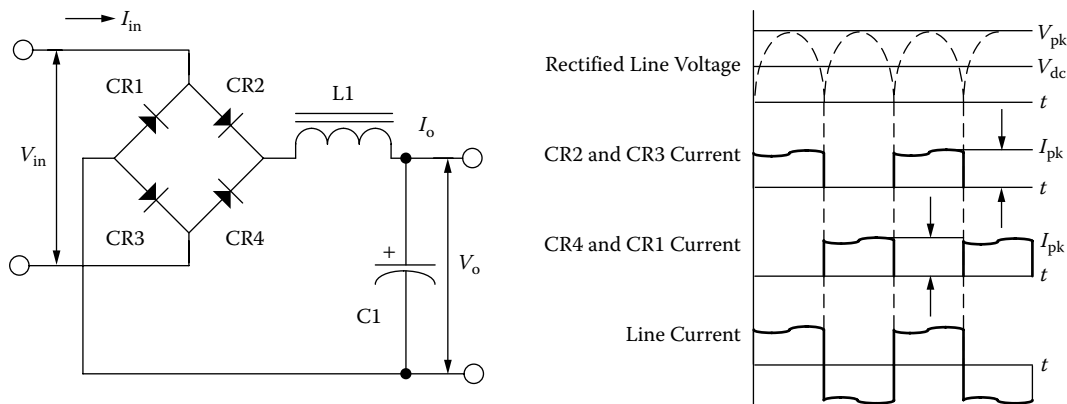 I_in
CR1
CR2
L1
I_o
V_in
CR3
CR4
+
V_o
C1
Rectified Line Voltage
V_pk
V_dc
t
CR2 and CR3 Current
I_pk
t
CR4 and CR1 Current
I_pk
t
Line Current
t